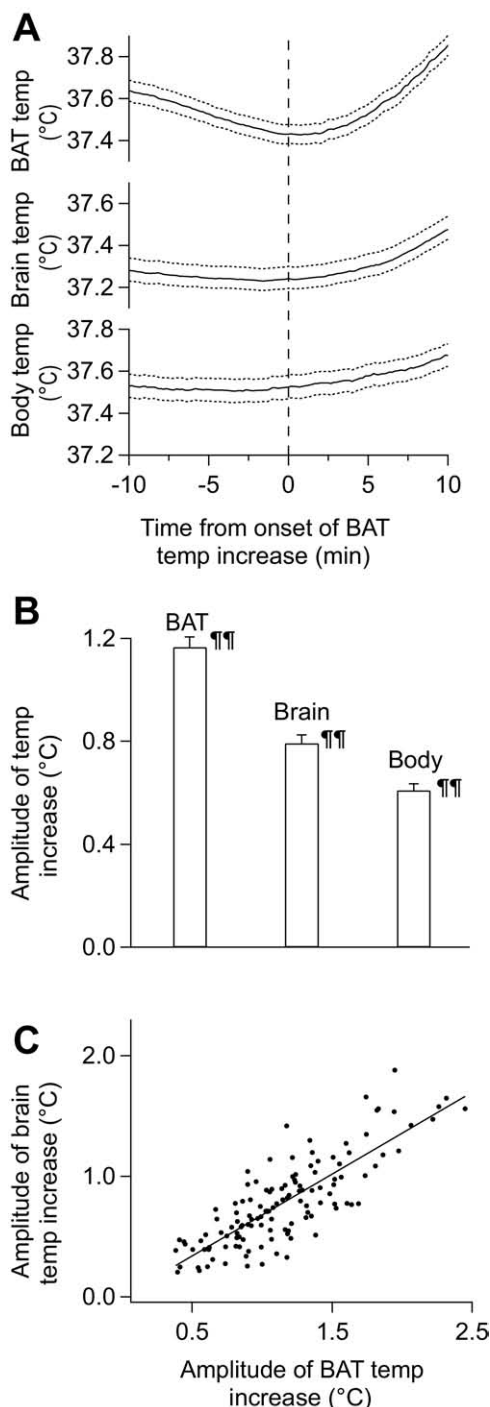 A
BAT temp
(°C)
37.8
37.6
37.4
Brain temp
(°C)
37.6
37.4
37.2
Body temp
(°C)
37.8
37.6
37.4
37.2
-10
-5
0
5
10
Time from onset of BAT
temp increase (min)
B
Amplitude of temp
increase (°C)
1.2
0.8
0.4
0.0
BAT
¶¶
Brain
¶¶
Body
¶¶
C
Amplitude of brain
temp increase (°C)
2.0
1.0
0.0
0.5
1.5
2.5
Amplitude of BAT temp
increase (°C)